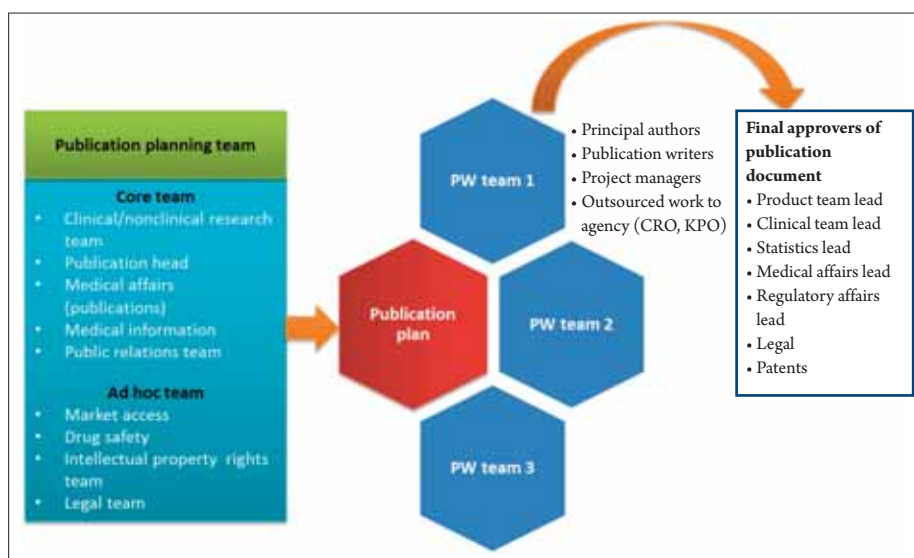 Publication planning team
Core team
• Clinical/nonclinical research
team
• Publication head
• Medical affairs
(publications)
• Medical information
• Public relations team
Ad hoc team
• Market access
• Drug safety
• Intellectual property rights
team
• Legal team
Publication
plan
PW team 1
PW team 2
PW team 3
• Principal authors
• Publication writers
• Project managers
• Outsourced work to
agency (CRO, KPO)
Final approvers of
publication
document
• Product team lead
• Clinical team lead
• Statistics lead
• Medical affairs lead
• Regulatory affairs
lead
• Legal
• Patents